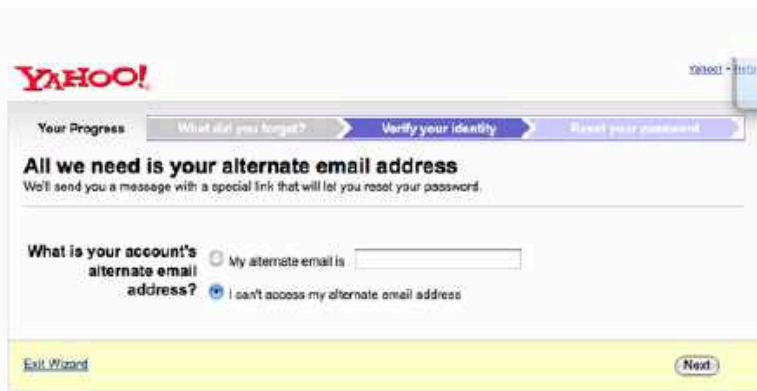 YAHOO!
Yahoo! - Help
Your Progress
What did you forget?
Verify your identity
Reset your password
All we need is your alternate email address
We'll send you a message with a special link that will let you reset your password.
What is your account's
alternate email
address?
My alternate email is
I can't access my alternate email address
Exit Wizard
Next